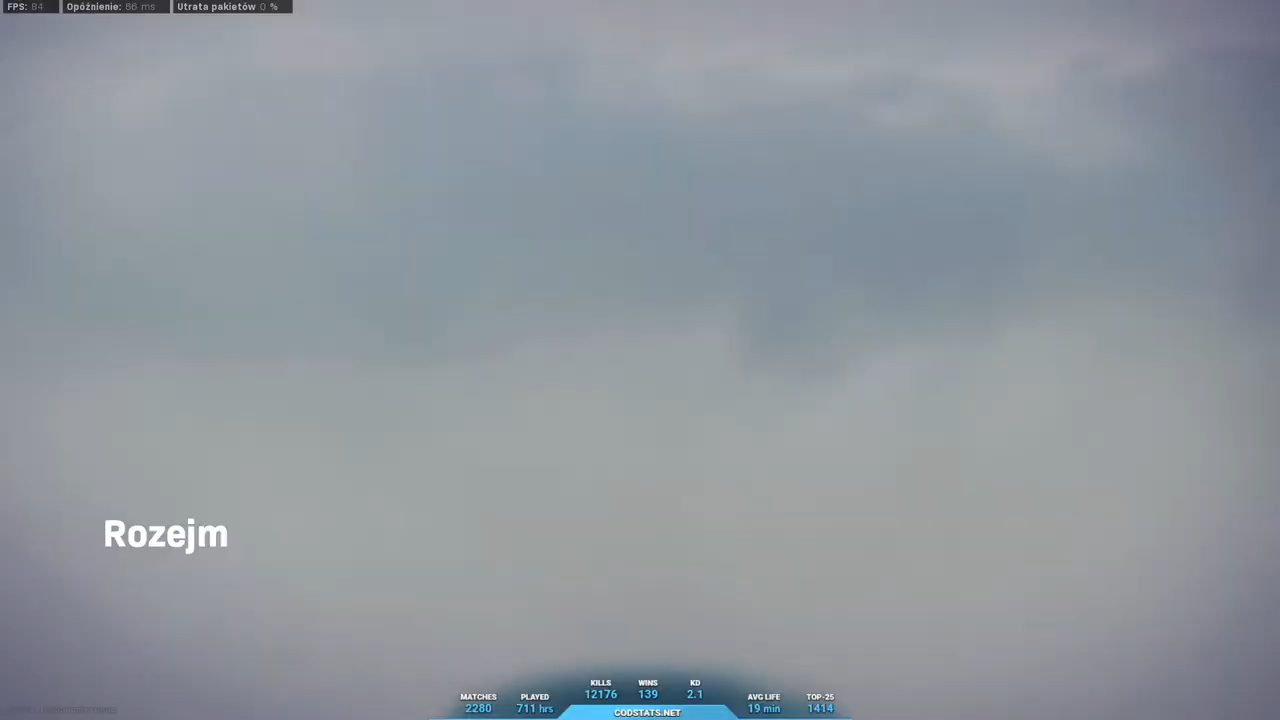 FPS: 84 Opóźnienie: 56 ms Utrata pakietów 0 %
Rozejm
KILLS WINS KD
12176 139 2.1
MATCHES PLAYED AVG LIFE TOP-25
2280 711 hrs 19 min 1414
CODSTATS.NET